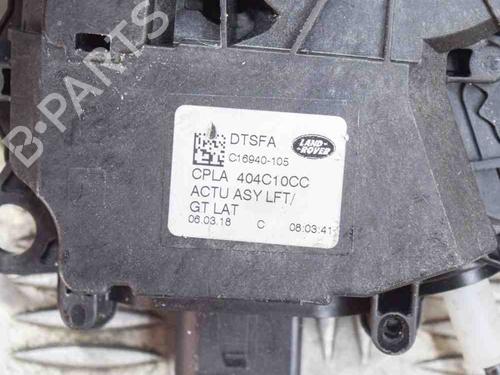 B-PARTS
DTSFA
LAND-
ROVER
C16940-105
CPLA 404C10CC
ACTU ASY LFT/
GT LAT
06.03.18 C 08:03:41